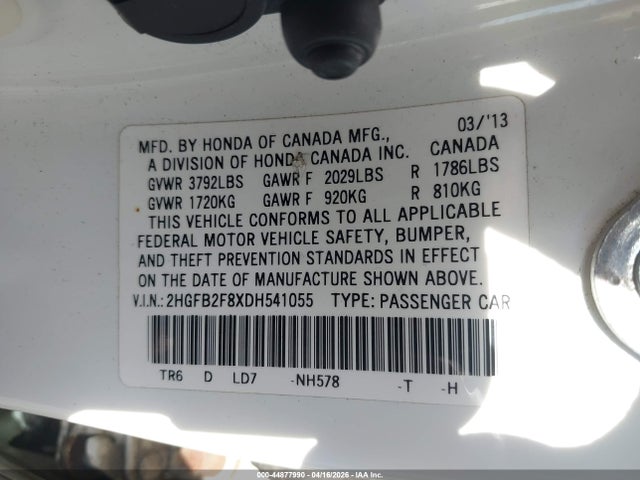 03/'13
MFD. BY HONDA OF CANADA MFG.,
A DIVISION OF HONDA CANADA INC. CANADA
GVWR 3792LBS GAWR F 2029LBS R 1786LBS
GVWR 1720KG GAWR F 920KG R 810KG
THIS VEHICLE CONFORMS TO ALL APPLICABLE
FEDERAL MOTOR VEHICLE SAFETY, BUMPER,
AND THEFT PREVENTION STANDARDS IN EFFECT
ON THE DATE OF MANUFACTURE SHOWN ABOVE.
V.I.N.: 2HGFB2F8XDH541055 TYPE: PASSENGER CAR
TR6 D LD7 -NH578 -T -H
000-44877990 - 04/16/2026 - IAA Inc.